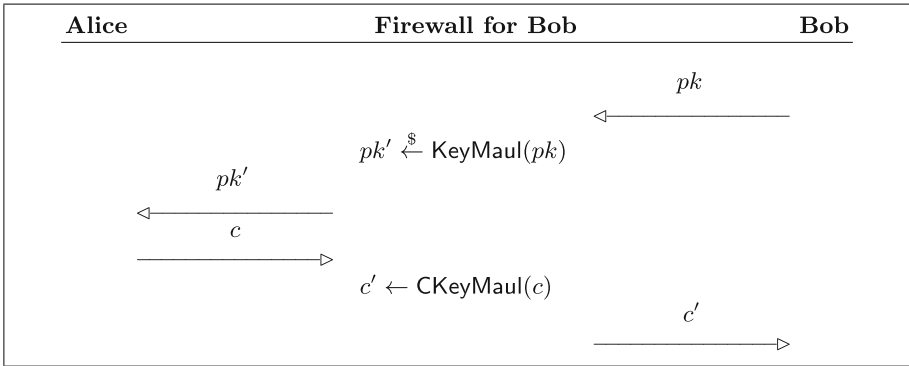 Alice Firewall for Bob Bob
pk
pk′ ←$ KeyMaul(pk)
pk′
c
c′ ← CKeyMaul(c)
c′